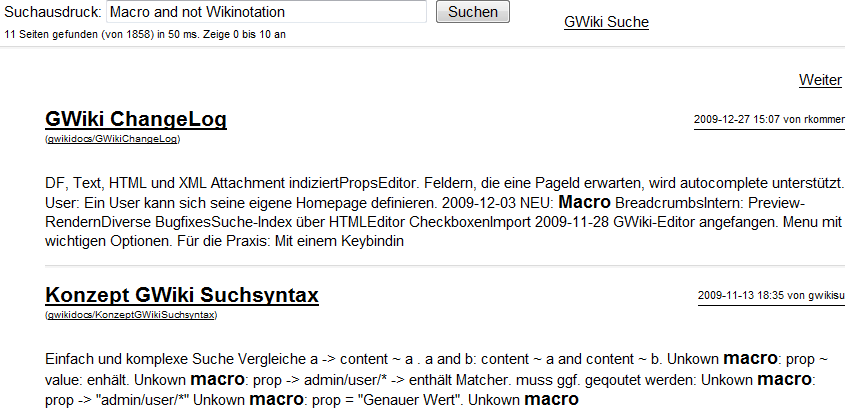 Suchausdruck: Macro and not Wikinotation Suchen GWiki Suche
11 Seiten gefunden (von 1858) in 50 ms. Zeige 0 bis 10 an
Weiter
GWiki ChangeLog 2009-12-27 15:07 von rkommer
(gwikidocs/GWikiChangeLog)
DF, Text, HTML und XML Attachment indiziertPropsEditor. Feldern, die eine PageId erwarten, wird autocomplete unterstützt.
User: Ein User kann sich seine eigene Homepage definieren. 2009-12-03 NEU: Macro BreadcrumbsIntern: Preview-
RendernDiverse BugfixesSuche-Index über HTMLEditor CheckboxenImport 2009-11-28 GWiki-Editor angefangen. Menu mit
wichtigen Optionen. Für die Praxis: Mit einem Keybindin
Konzept GWiki Suchsyntax 2009-11-13 18:35 von gwikisu
(gwikidocs/KonzeptGWikiSuchsyntax)
Einfach und komplexe Suche Vergleiche a -> content ~ a . a and b: content ~ a and content ~ b. Unkown macro: prop ~
value: enhält. Unkown macro: prop -> admin/user/* -> enthält Matcher. muss ggf. geqoutet werden: Unkown macro:
prop -> "admin/user/*" Unkown macro: prop = "Genauer Wert". Unkown macro